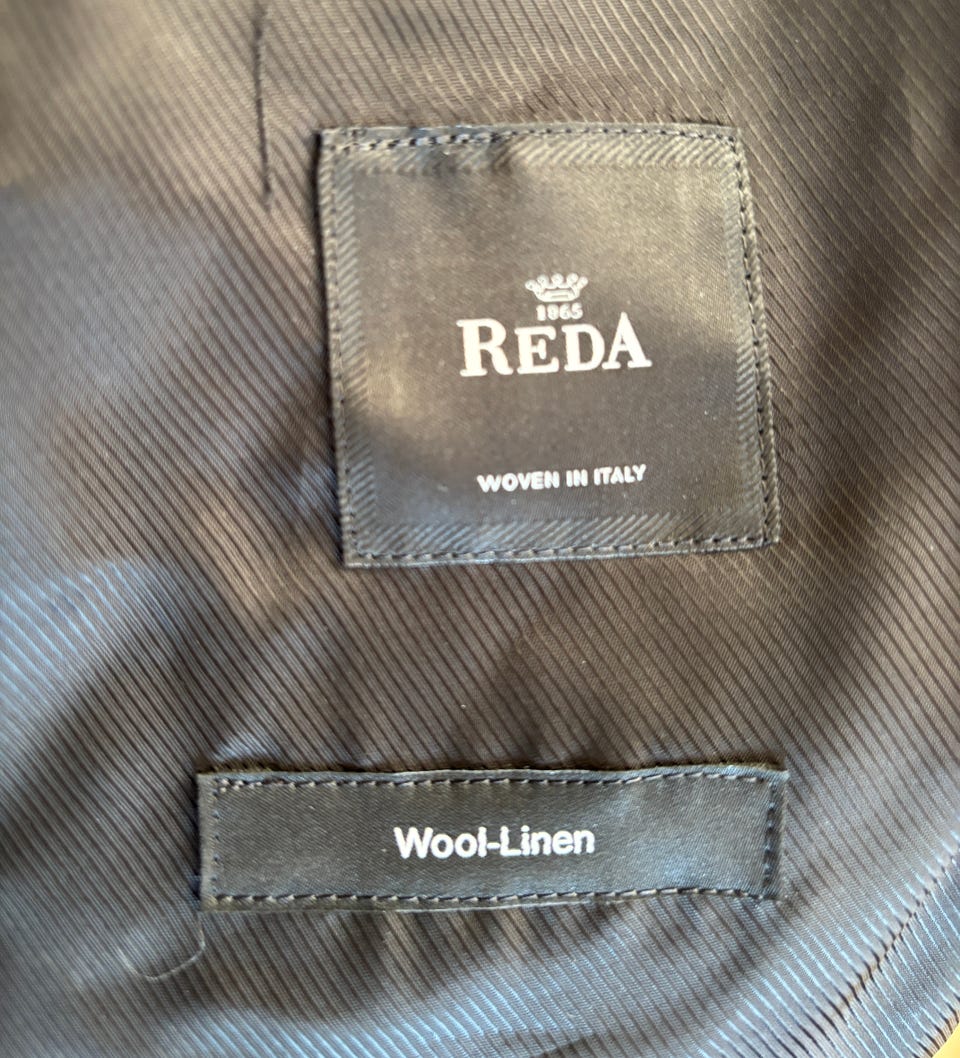 1865
REDA
WOVEN IN ITALY
Wool-Linen